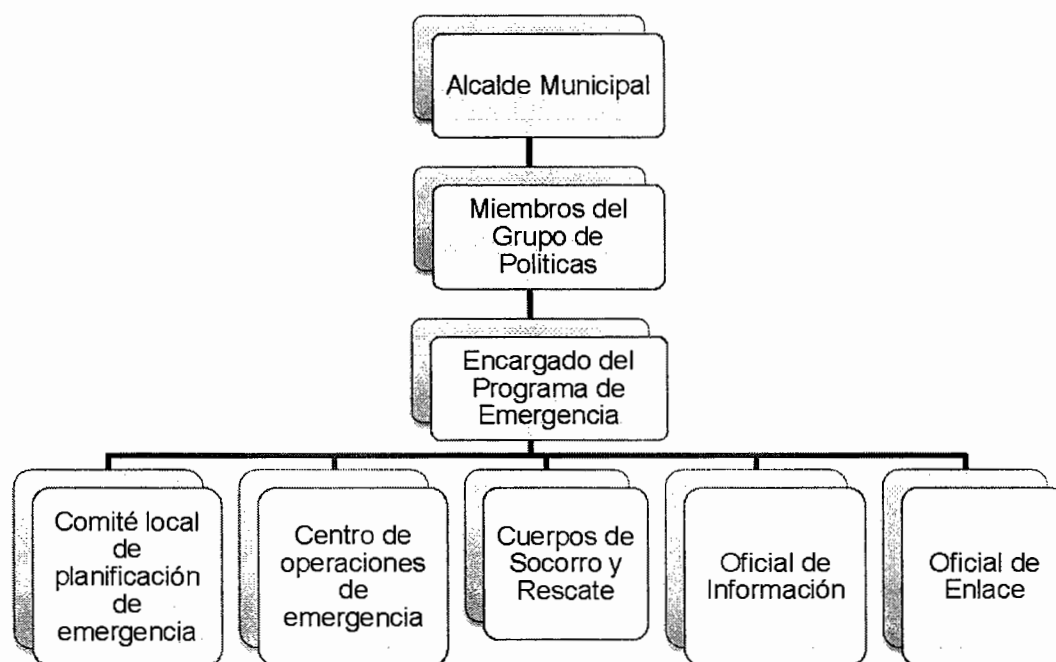 Alcalde Municipal
Miembros del
Grupo de
Politicas
Encargado del
Programa de
Emergencia
Comité local
de
planificación
de
emergencia
Centro de
operaciones
de
emergencia
Cuerpos de
Socorro y
Rescate
Oficial de
Información
Oficial de
Enlace